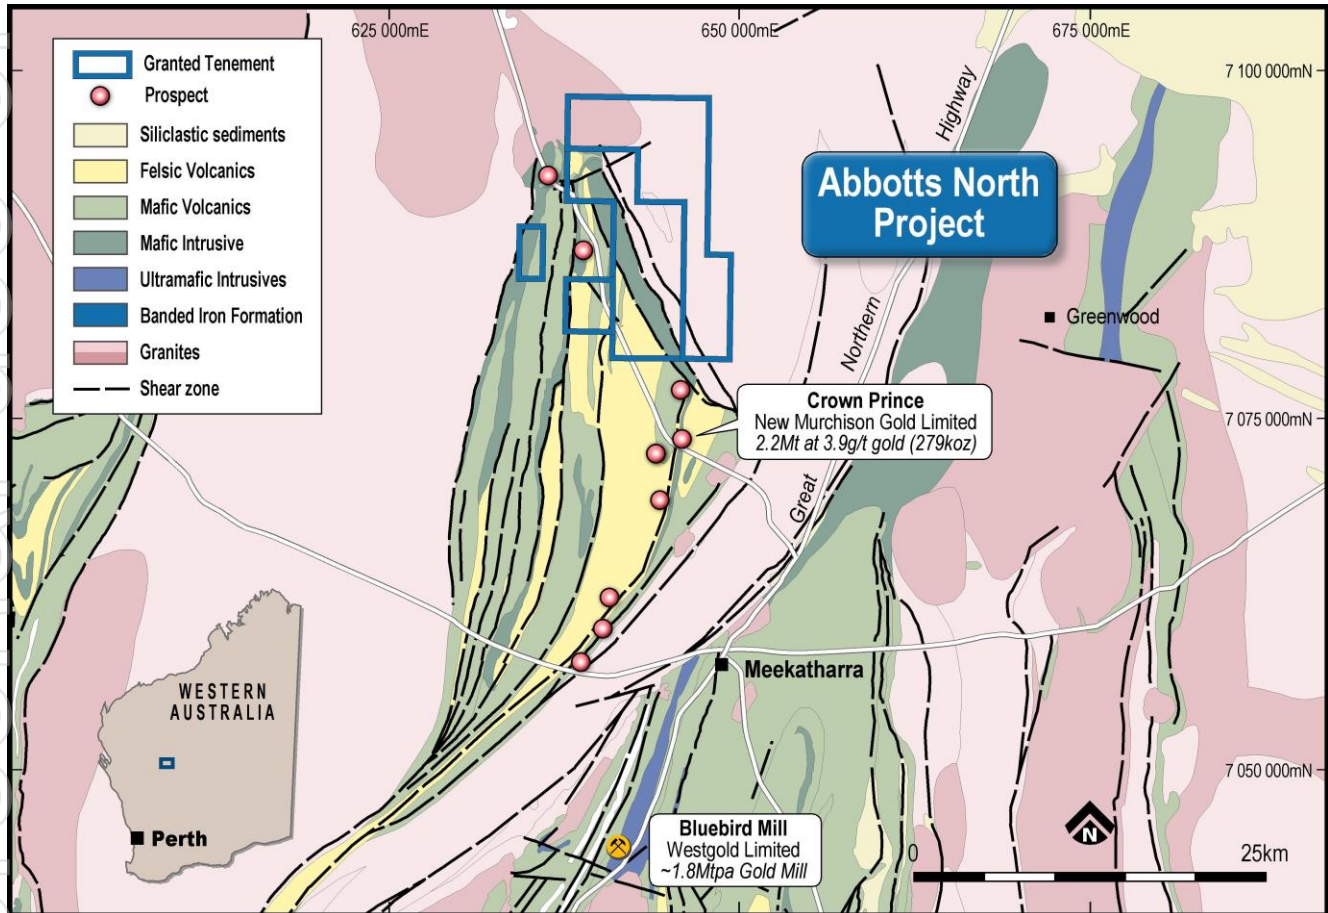 625 000mE
650 000mE
675 000mE
7 100 000mN
Granted Tenement
Prospect
Siliclastic sediments
Felsic Volcanics
Mafic Volcanics
Mafic Intrusive
Ultramafic Intrusives
Banded Iron Formation
Granites
Shear zone
Highway
Abbotts North
Project
Northern
Greenwood
Crown Prince
New Murchison Gold Limited
2.2Mt at 3.9g/t gold (279koz)
7 075 000mN
Great
Meekatharra
WESTERN
AUSTRALIA
Perth
7 050 000mN
Bluebird Mill
Westgold Limited
~1.8Mtpa Gold Mill
N
0
25km